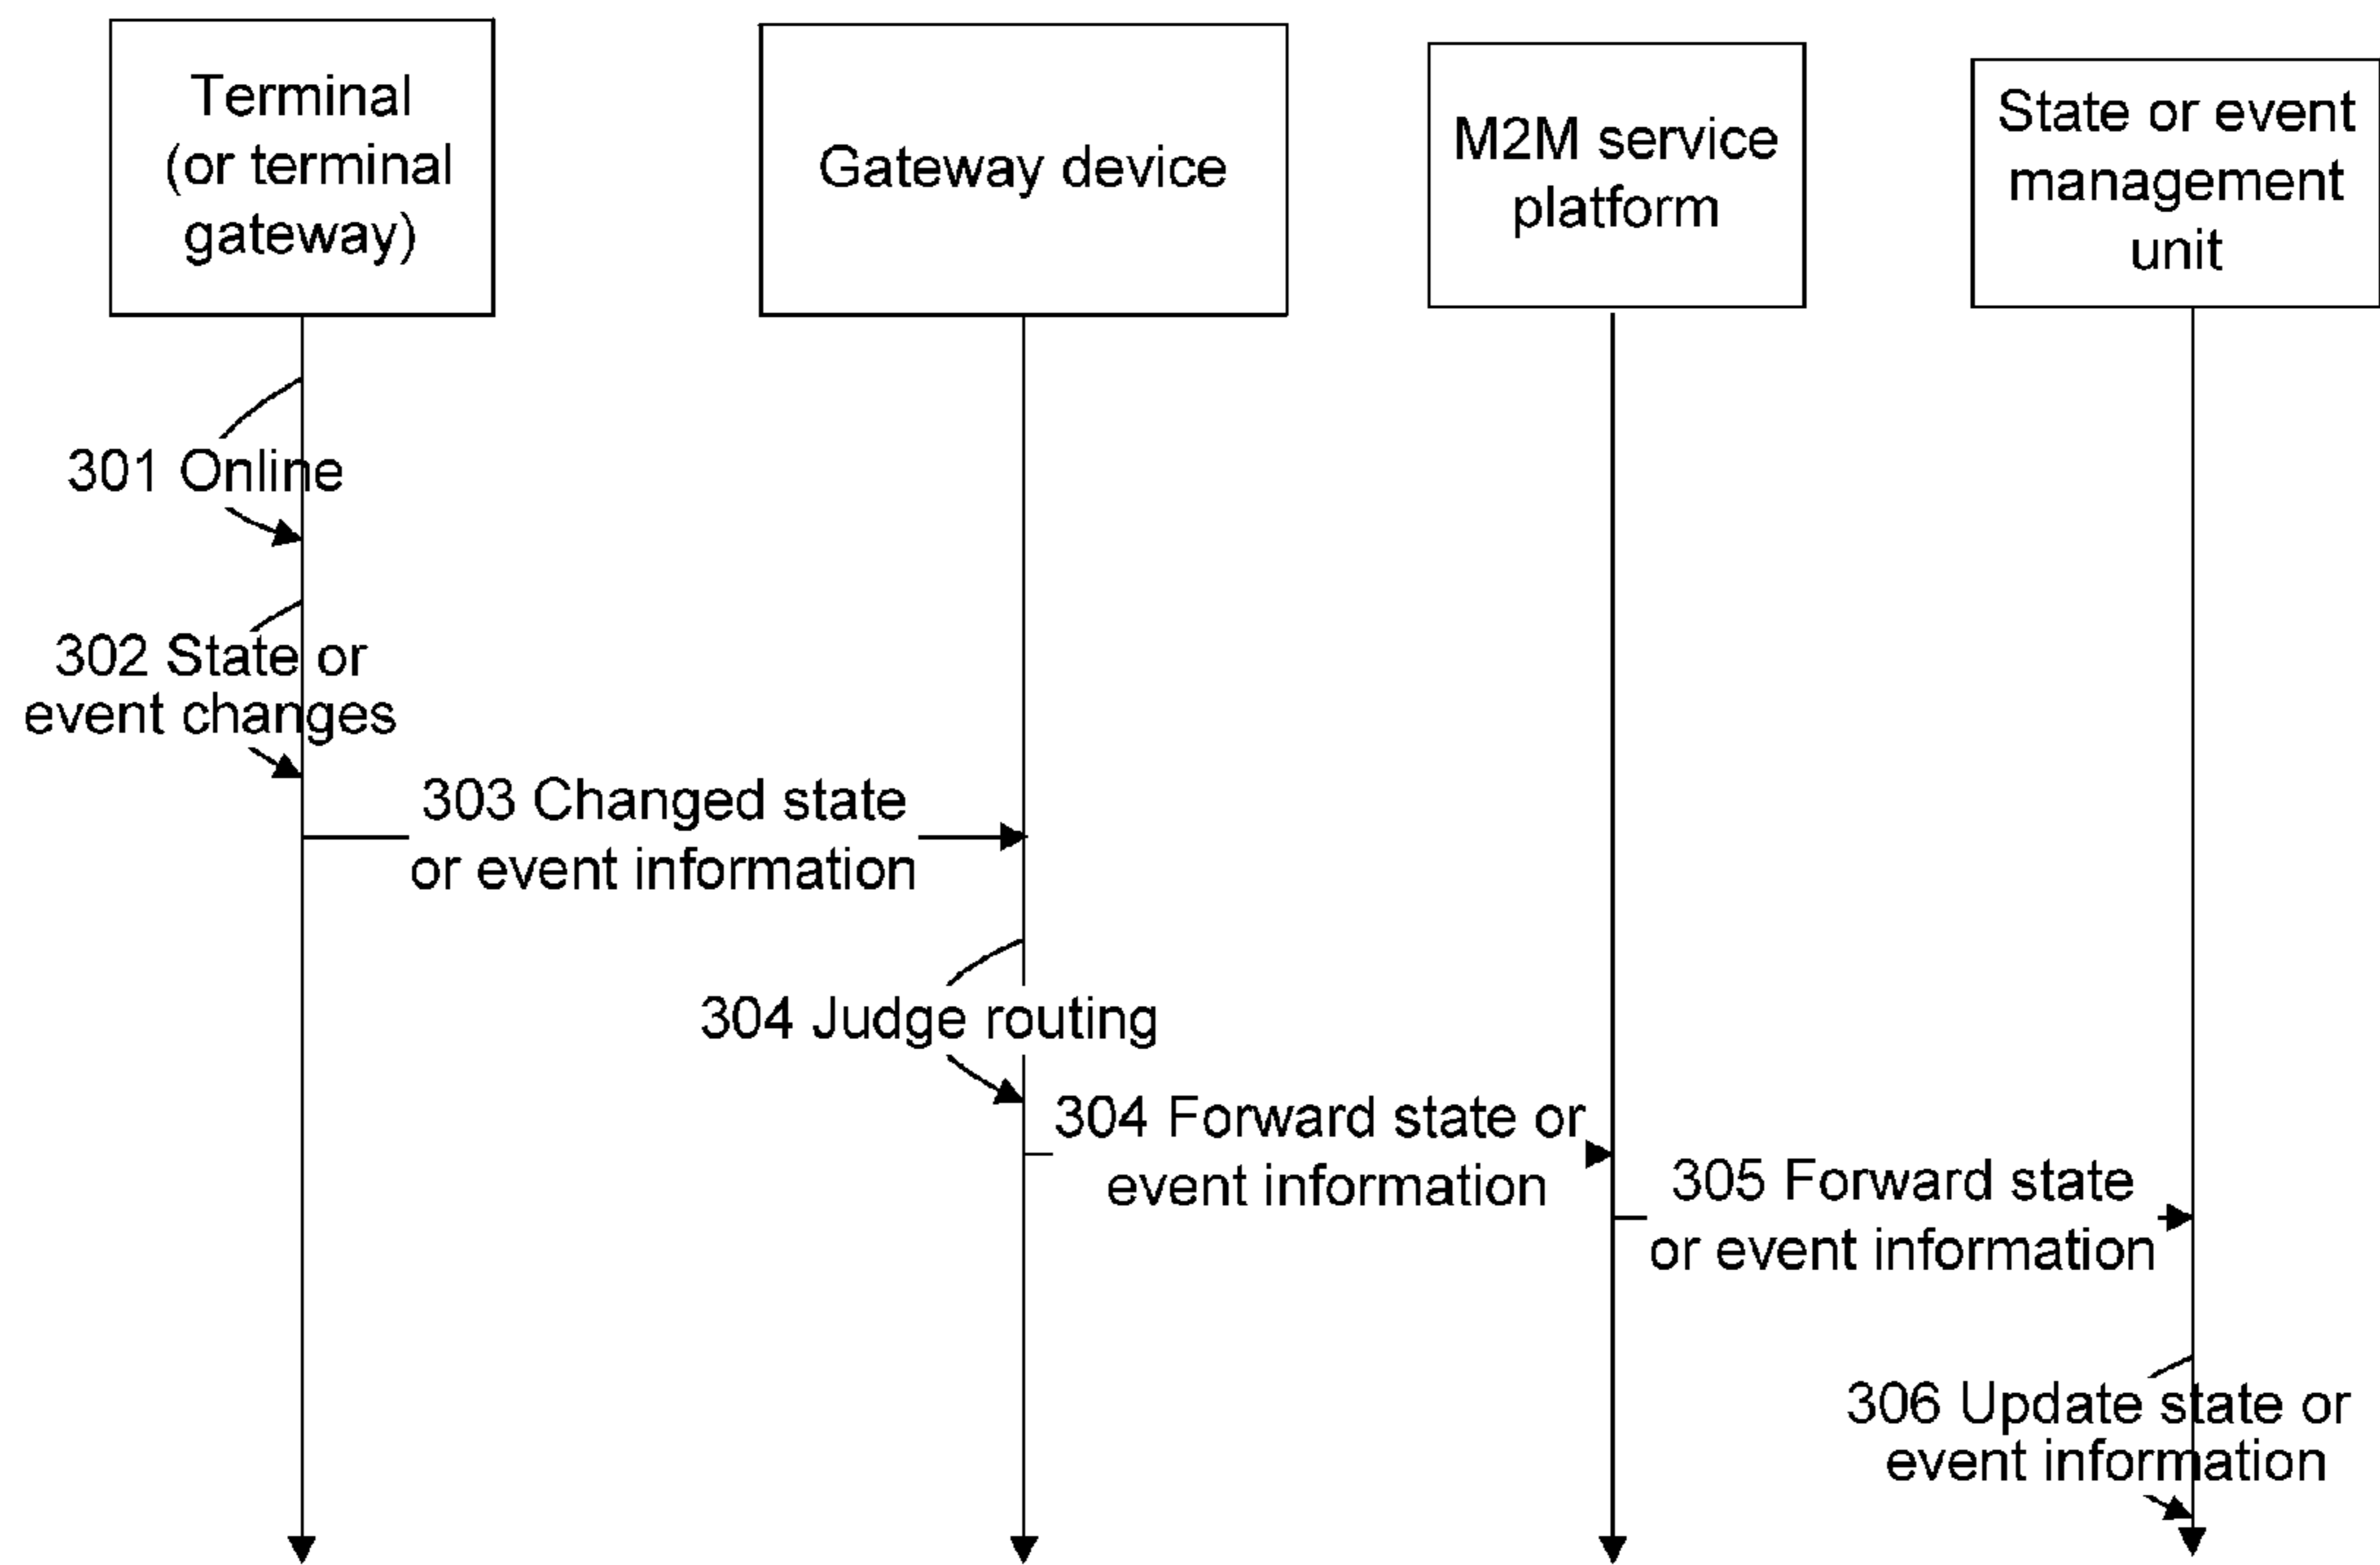 Terminal
(or terminal
gateway)
Gateway device
M2M service
platform
State or event
management
unit
301 Online
302 State or
event changes
303 Changed state
or event information
304 Judge routing
304 Forward state or
event information
305 Forward state
or event information
306 Update state or
event information